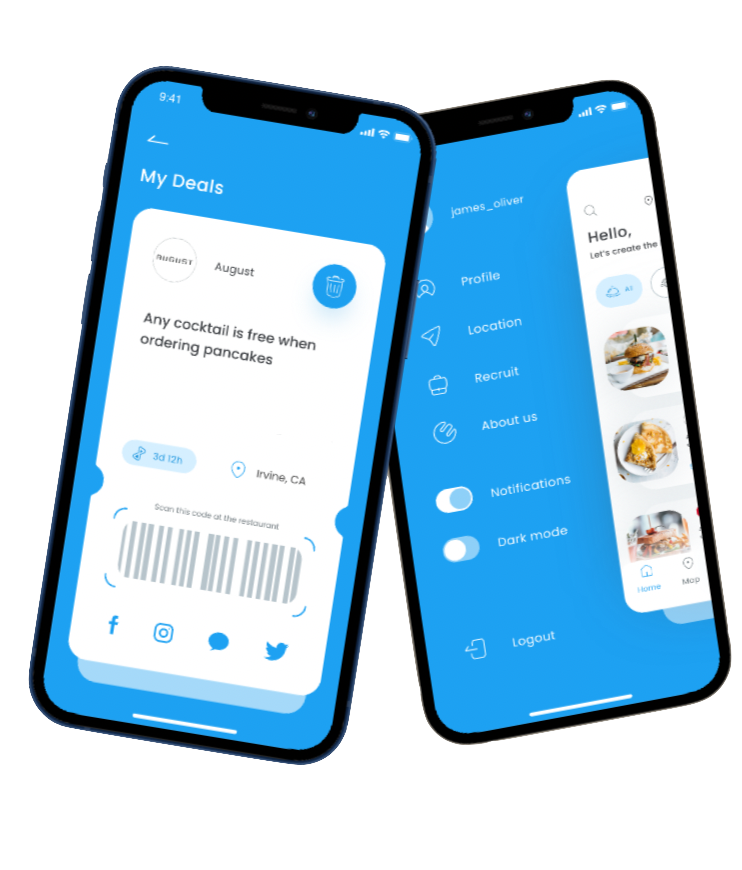 9:41
My Deals
AUGUST
August
Any cocktail is free when
ordering pancakes
3d 12h
Irvine, CA
Scan this code at the restaurant
james_oliver
Profile
Location
Recruit
About us
Notifications
Dark mode
Logout
Hello,
Let's create the
All
Home
Map